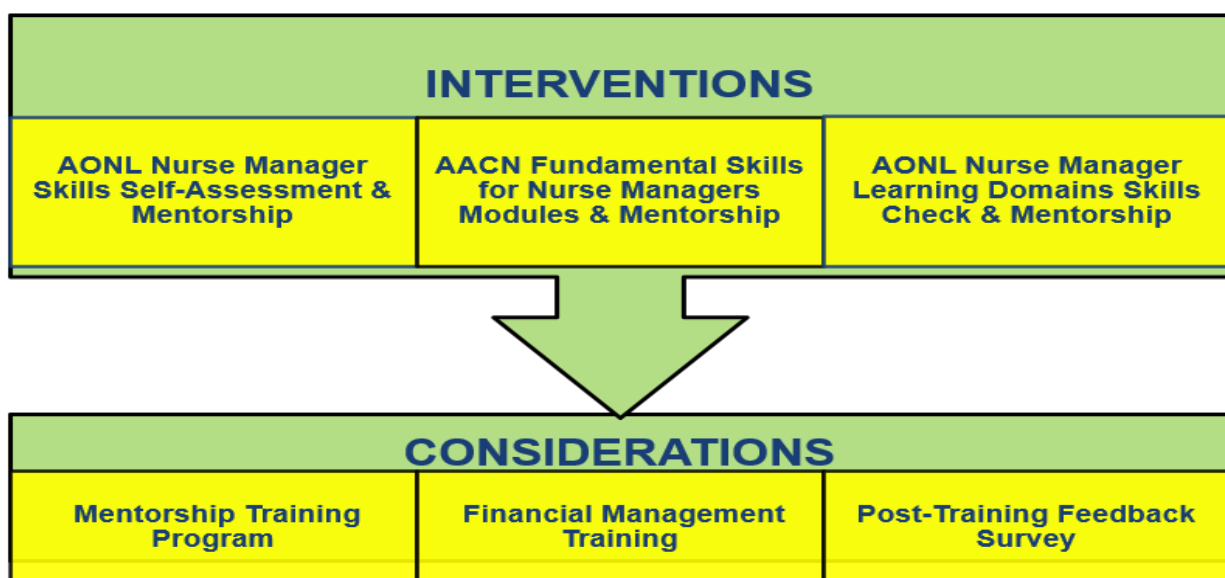 INTERVENTIONS
AONL Nurse Manager
Skills Self-Assessment &
Mentorship
AACN Fundamental Skills
for Nurse Managers
Modules & Mentorship
AONL Nurse Manager
Learning Domains Skills
Check & Mentorship
CONSIDERATIONS
Mentorship Training
Program
Financial Management
Training
Post-Training Feedback
Survey